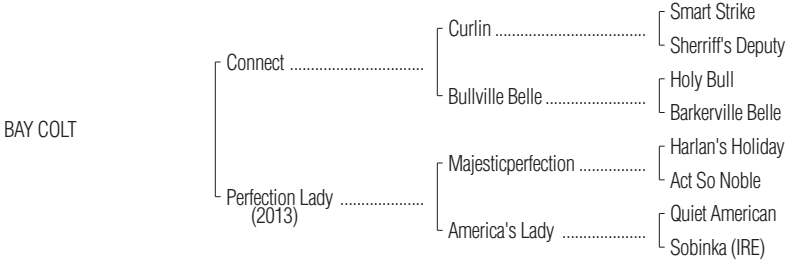 Smart Strike
Curlin ....................................
Sherriff's Deputy
Connect ................................
Holy Bull
Bullville Belle ........................
Barkerville Belle
BAY COLT
Harlan's Holiday
Majesticperfection ................
Act So Noble
Perfection Lady ....................
(2013)
Quiet American
America's Lady ....................
Sobinka (IRE)